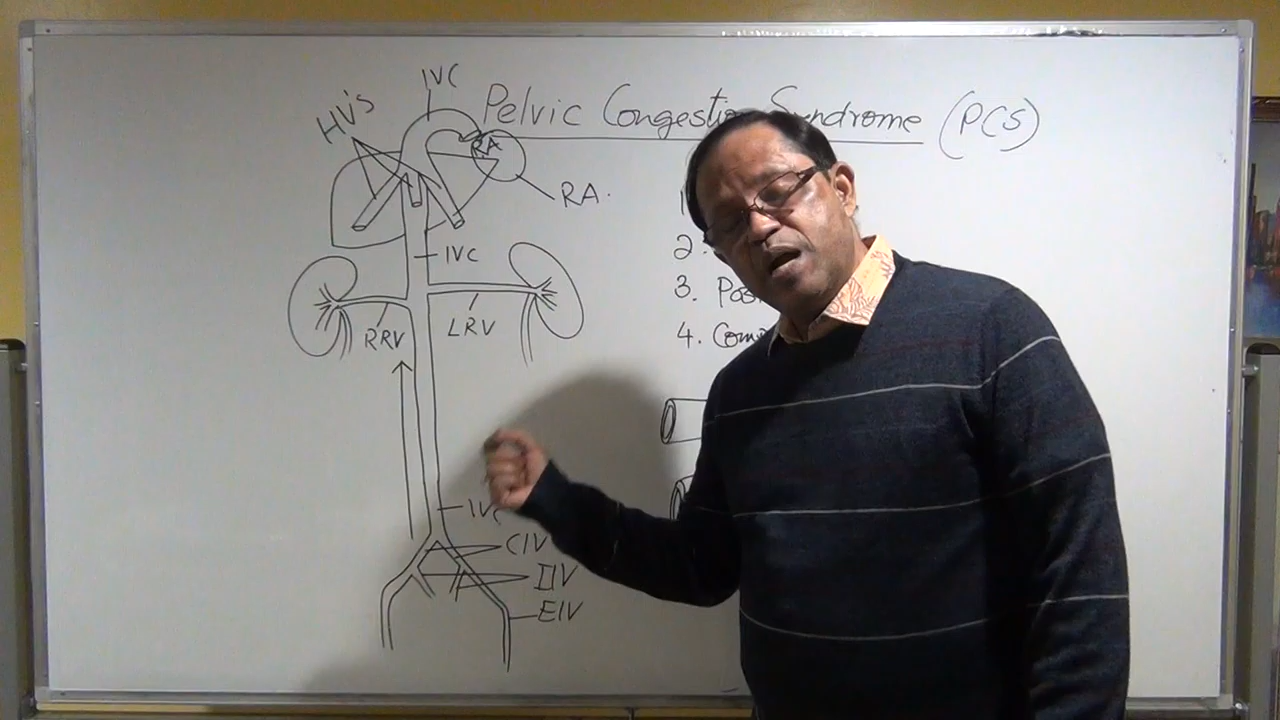 Pelvic Congestion Syndrome (PCS)
IVC
HV's
RA
RA.
IVC
RRV
LRV
IVC
CIV
IIV
EIV
1
2.
3. Pos
4. Com